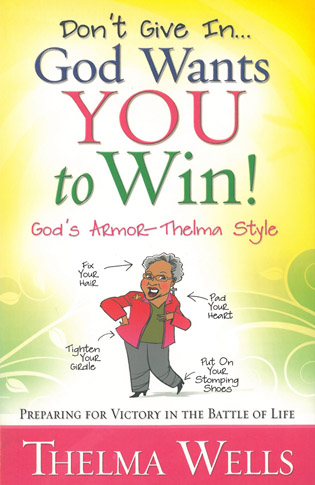 Don't Give In...
God Wants
YOU
to Win!
God's Armor—Thelma Style
Fix
Your
Hair
Pad
Your
Heart
Tighten
Your
Girdle
Put On
Your
Stomping
Shoes
Preparing for Victory in the Battle of Life
Thelma Wells